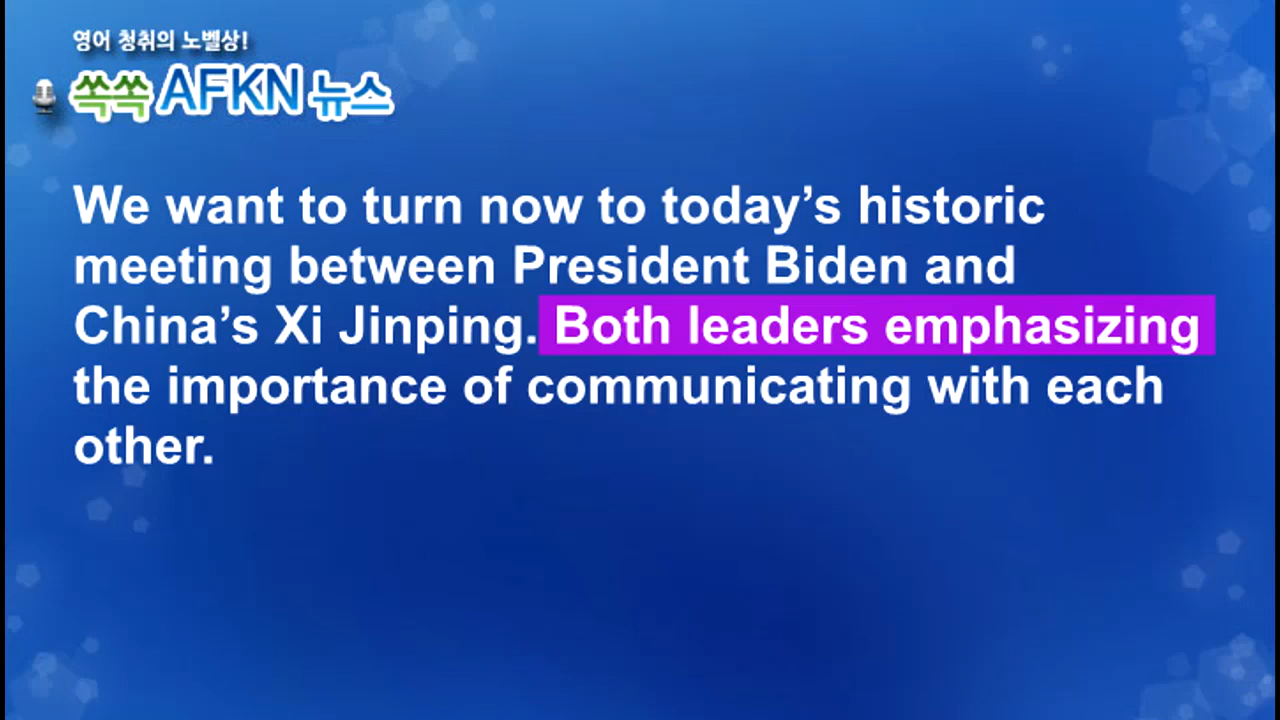 영어 청취의 노벨상!
쏙쏙 AFKN 뉴스
We want to turn now to today’s historic
meeting between President Biden and
China’s Xi Jinping. Both leaders emphasizing
the importance of communicating with each
other.